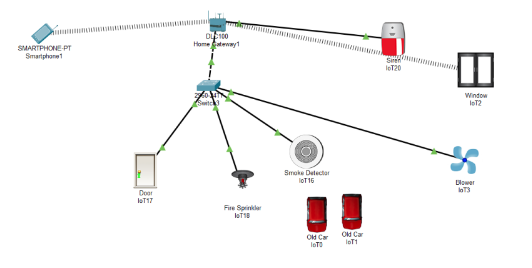 DLC100
Home Gateway1
SMARTPHONE-PT
Smartphone1
Siren
IoT20
Window
IoT2
2960-24TT
Switch3
Smoke Detector
IoT16
Blower
IoT3
Door
IoT17
Fire Sprinkler
IoT18
Old Car
IoT0
Old Car
IoT1